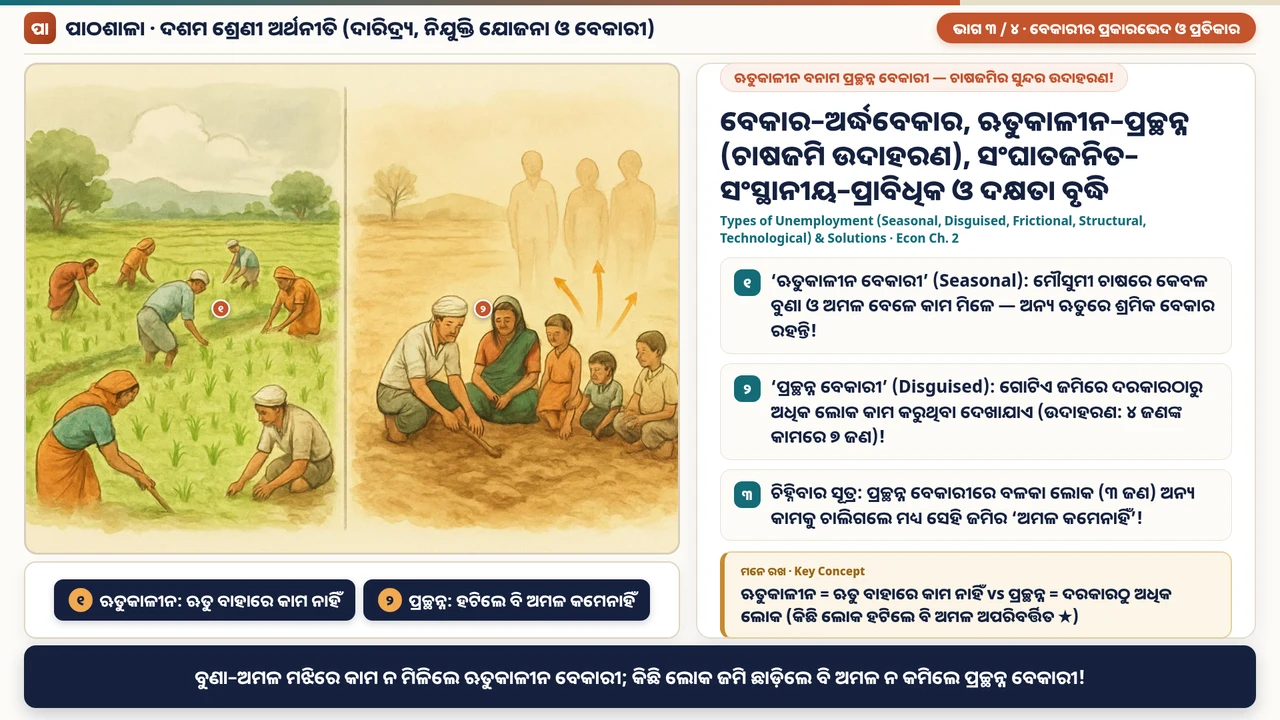 ପା
ପାଠଶାଳା · ଦଶମ ଶ୍ରେଣୀ ଅର୍ଥନୀତି (ଦାରିଦ୍ର୍ୟ, ନିଯୁକ୍ତି ଯୋଜନା ଓ ବେକାରୀ)
ଭାଗ ୩ / ୪ · ବେକାରୀର ପ୍ରକାରଭେଦ ଓ ପ୍ରତିକାର
୧
୨
୧ ଋତୁକାଳୀନ: ଋତୁ ବାହାରେ କାମ ନାହିଁ
୨ ପ୍ରଚ୍ଛନ୍ନ: ହଟିଲେ ବି ଅମଳ କମେନାହିଁ
ଋତୁକାଳୀନ ବନାମ ପ୍ରଚ୍ଛନ୍ନ ବେକାରୀ — ଚାଷଜମିର ସୁନ୍ଦର ଉଦାହରଣ!
ବେକାର-ଅର୍ଦ୍ଧବେକାର, ଋତୁକାଳୀନ-ପ୍ରଚ୍ଛନ୍ନ
(ଚାଷଜମି ଉଦାହରଣ), ସଂଘାତଜନିତ-
ସଂସ୍ଥାନୀୟ-ପ୍ରାବିଧିକ ଓ ଦକ୍ଷତା ବୃଦ୍ଧି
Types of Unemployment (Seasonal, Disguised, Frictional, Structural,
Technological) & Solutions · Econ Ch. 2
୧ ‘ଋତୁକାଳୀନ ବେକାରୀ’ (Seasonal): ମୌସୁମୀ ଚାଷରେ କେବଳ
ବୁଣା ଓ ଅମଳ ବେଳେ କାମ ମିଳେ — ଅନ୍ୟ ଋତୁରେ ଶ୍ରମିକ ବେକାର
ରହନ୍ତି!
୨ ‘ପ୍ରଚ୍ଛନ୍ନ ବେକାରୀ’ (Disguised): ଗୋଟିଏ ଜମିରେ ଦରକାରଠାରୁ
ଅଧିକ ଲୋକ କାମ କରୁଥିବା ଦେଖାଯାଏ (ଉଦାହରଣ: ୪ ଜଣଙ୍କ
କାମରେ ୭ ଜଣ)!
୩ ଚିହ୍ନିବାର ସୂତ୍ର: ପ୍ରଚ୍ଛନ୍ନ ବେକାରୀରେ ବଳକା ଲୋକ (୩ ଜଣ) ଅନ୍ୟ
କାମକୁ ଚାଲିଗଲେ ମଧ୍ୟ ସେହି ଜମିର ‘ଅମଳ କମେନାହିଁ’!
ମନେ ରଖ · Key Concept
ଋତୁକାଳୀନ = ଋତୁ ବାହାରେ କାମ ନାହିଁ vs ପ୍ରଚ୍ଛନ୍ନ = ଦରକାରଠୁ ଅଧିକ
ଲୋକ (କିଛି ଲୋକ ହଟିଲେ ବି ଅମଳ ଅପରିବର୍ତ୍ତିତ ★)
ବୁଣା-ଅମଳ ମଝିରେ କାମ ନ ମିଳିଲେ ଋତୁକାଳୀନ ବେକାରୀ; କିଛି ଲୋକ ଜମି ଛାଡ଼ିଲେ ବି ଅମଳ ନ କମିଲେ ପ୍ରଚ୍ଛନ୍ନ ବେକାରୀ!